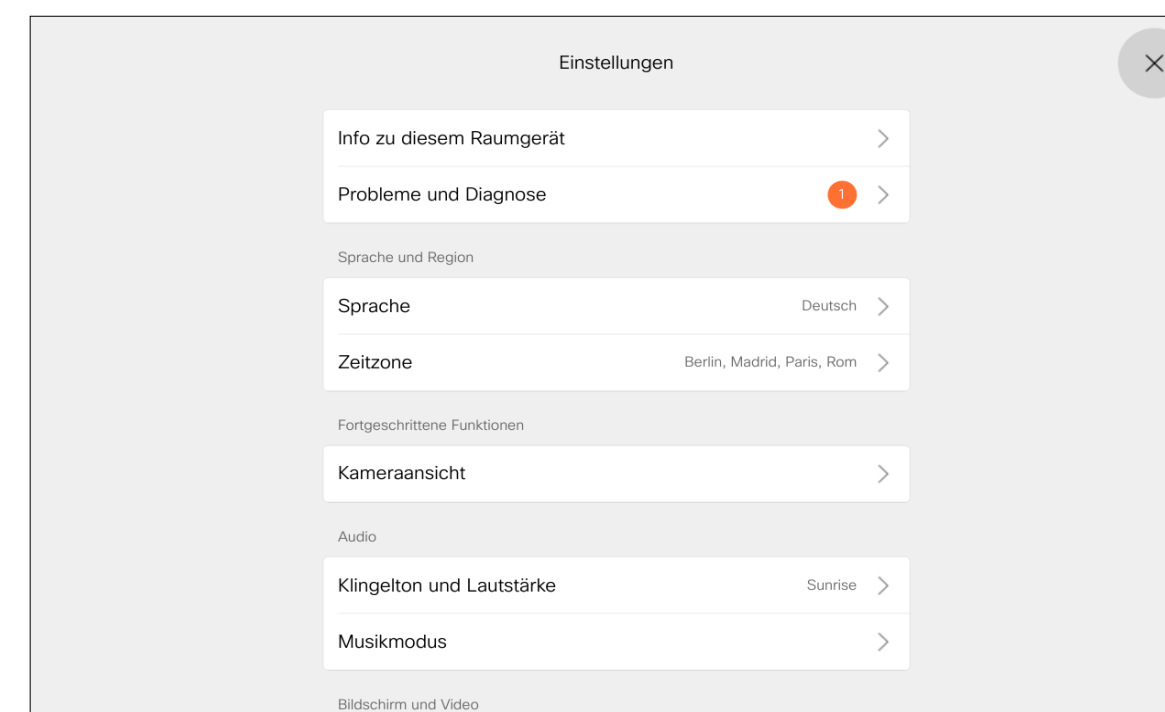 Einstellungen
Info zu diesem Raumgerät
Probleme und Diagnose 1
Sprache und Region
Sprache Deutsch
Zeitzone Berlin, Madrid, Paris, Rom
Fortgeschrittene Funktionen
Kameraansicht
Audio
Klingelton und Lautstärke Sunrise
Musikmodus
Bildschirm und Video